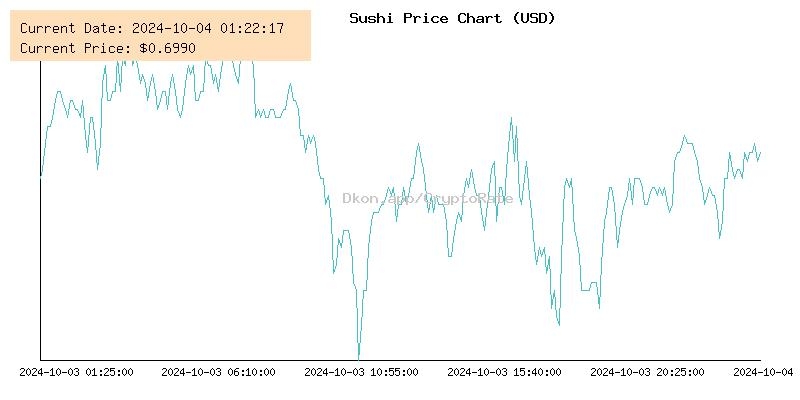 Sushi Price Chart (USD)
Current Date: 2024-10-04 01:22:17
Current Price: $0.6990
Dkon.app/CryptoRate
2024-10-03 01:25:00 2024-10-03 06:10:00 2024-10-03 10:55:00 2024-10-03 15:40:00 2024-10-03 20:25:00 2024-10-04